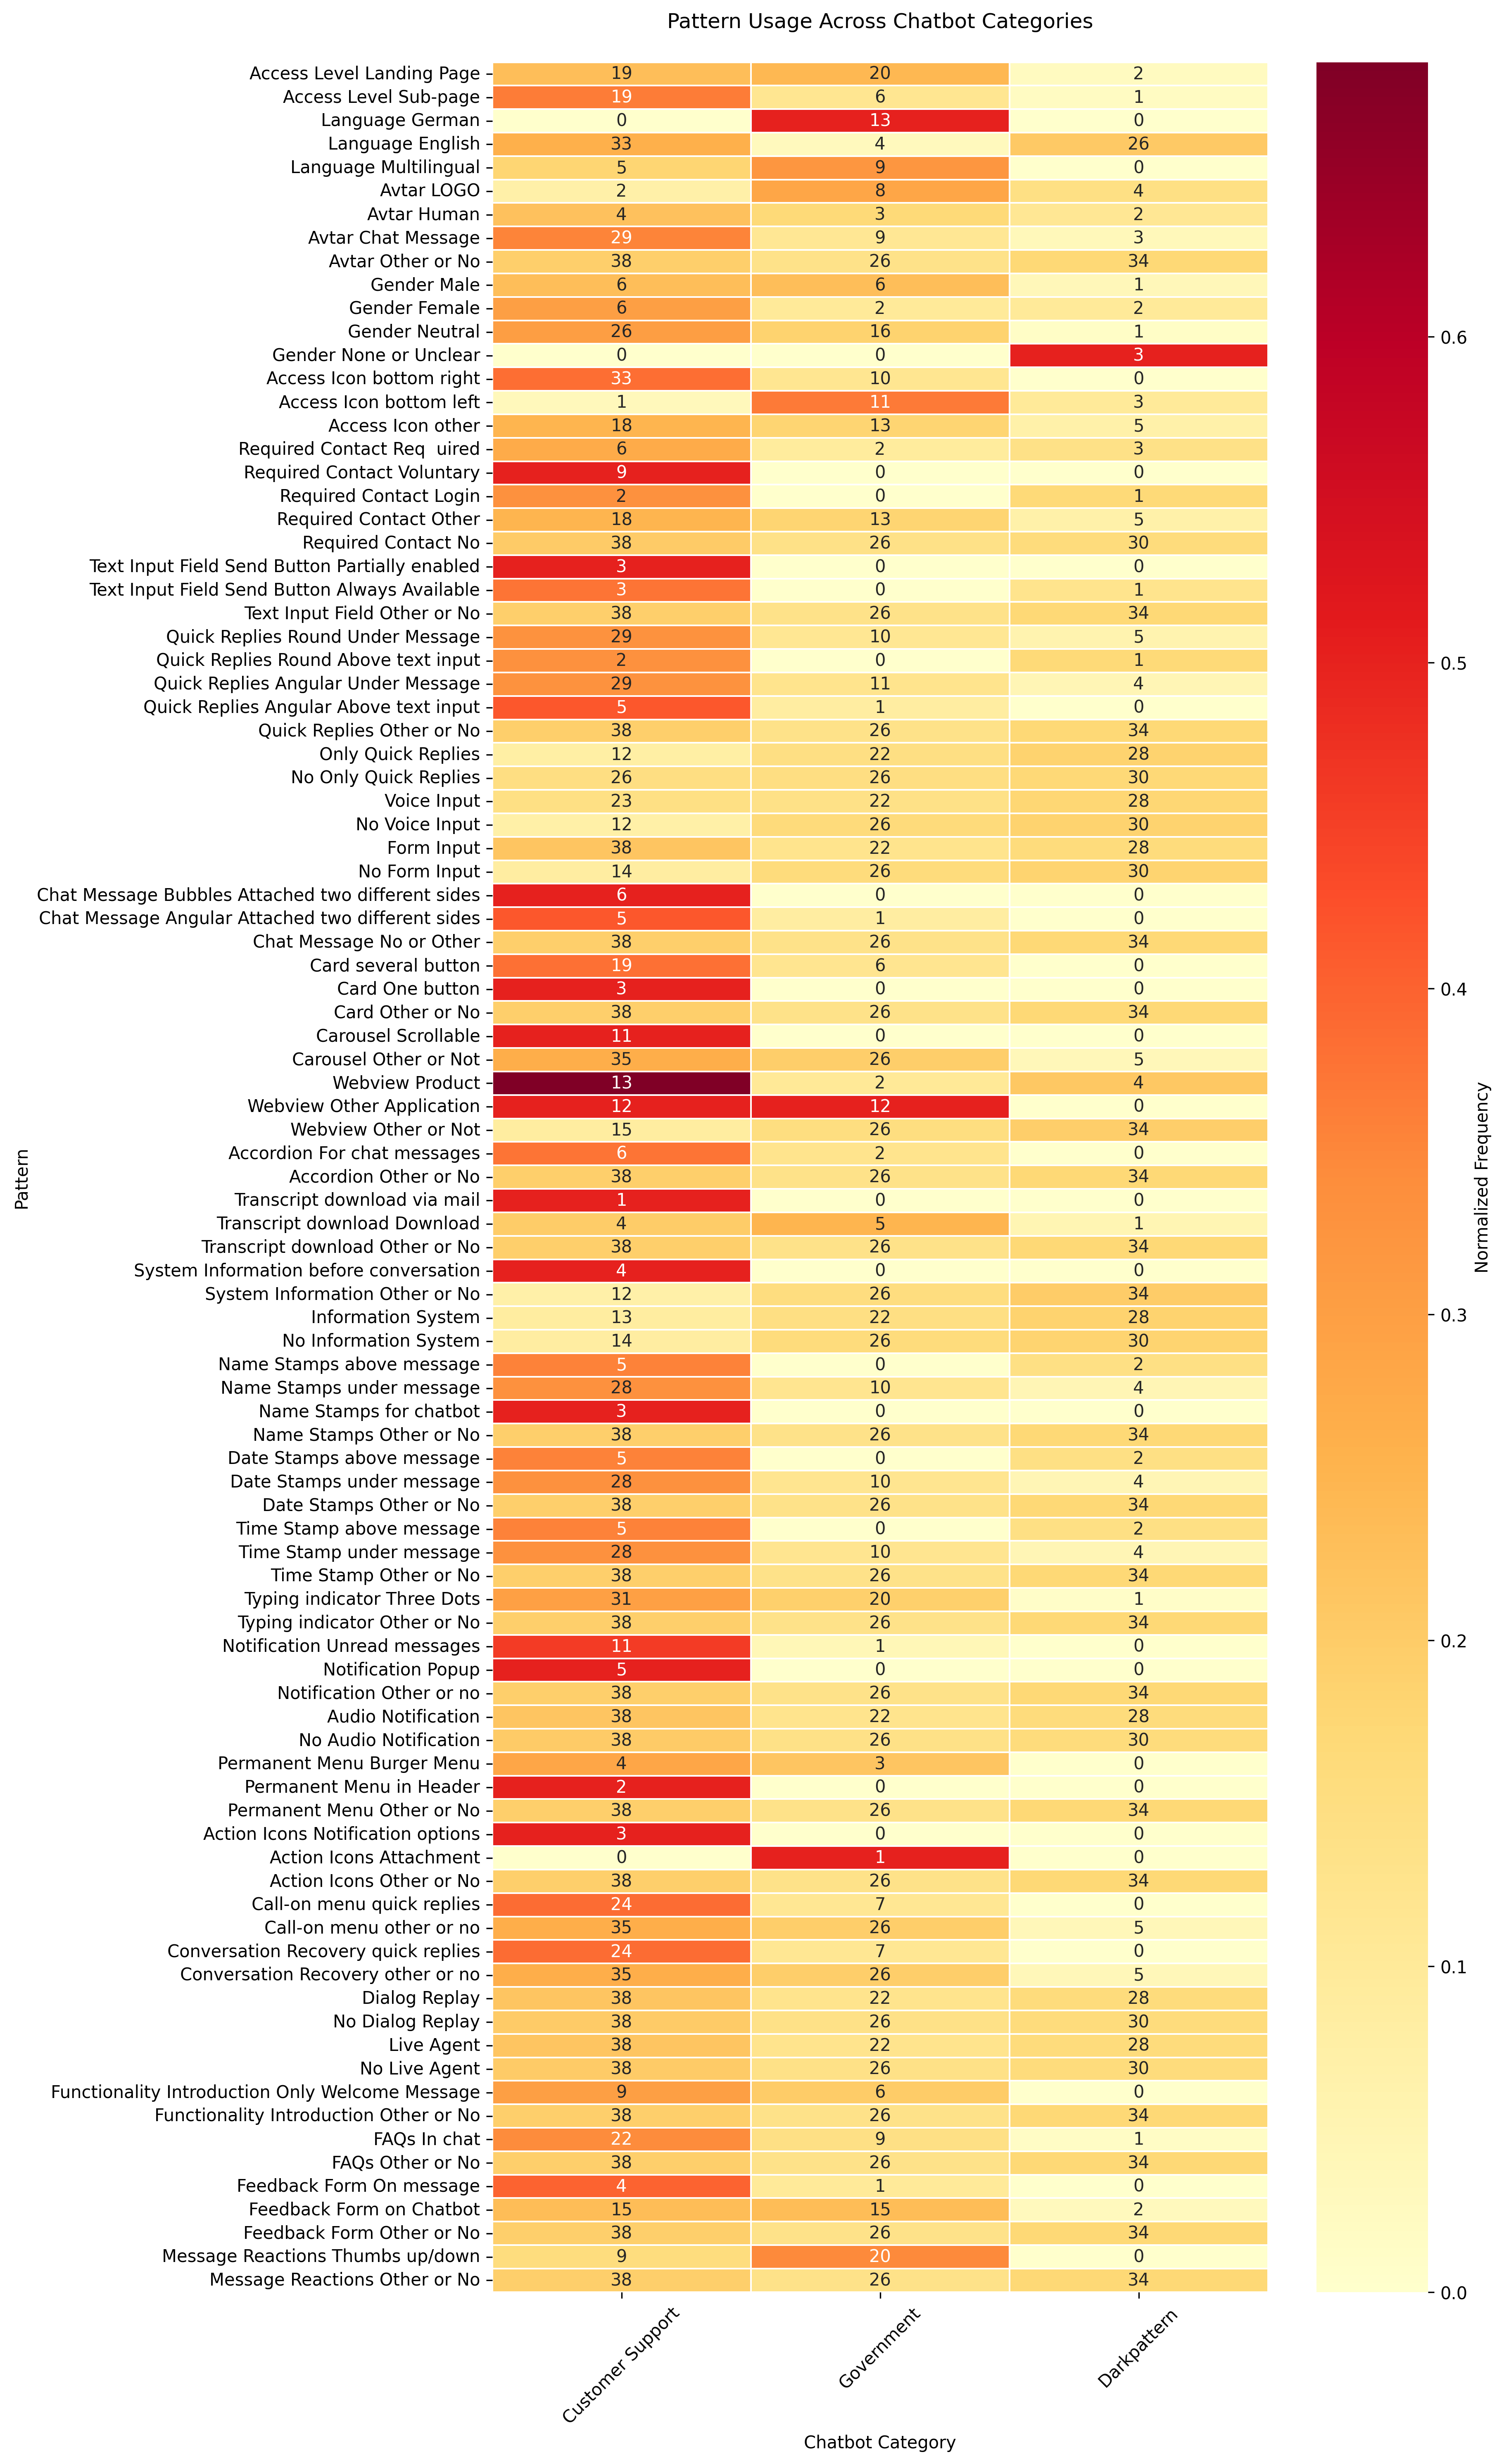 Pattern Usage Across Chatbot Categories
Access Level Landing Page 19 20 2
Access Level Sub-page 19 6 1
Language German 0 13 0
Language English 33 4 26
Language Multilingual 5 9 0
Avtar LOGO 2 8 4
Avtar Human 4 3 2
Avtar Chat Message 29 9 3
Avtar Other or No 38 26 34
Gender Male 6 6 1
Gender Female 6 2 2
Gender Neutral 26 16 1
Gender None or Unclear 0 0 3
Access Icon bottom right 33 10 0
Access Icon bottom left 1 11 3
Access Icon other 18 13 5
Required Contact Req uired 6 2 3
Required Contact Voluntary 9 0 0
Required Contact Login 2 0 1
Required Contact Other 18 13 5
Required Contact No 38 26 30
Text Input Field Send Button Partially enabled 3 0 0
Text Input Field Send Button Always Available 3 0 1
Text Input Field Other or No 38 26 34
Quick Replies Round Under Message 29 10 5
Quick Replies Round Above text input 2 0 1
Quick Replies Angular Under Message 29 11 4
Quick Replies Angular Above text input 5 1 0
Quick Replies Other or No 38 26 34
Only Quick Replies 12 22 28
No Only Quick Replies 26 26 30
Voice Input 23 22 28
No Voice Input 12 26 30
Form Input 38 22 28
No Form Input 14 26 30
Chat Message Bubbles Attached two different sides 6 0 0
Chat Message Angular Attached two different sides 5 1 0
Chat Message No or Other 38 26 34
Card several button 19 6 0
Card One button 3 0 0
Card Other or No 38 26 34
Carousel Scrollable 11 0 0
Carousel Other or Not 35 26 5
Webview Product 13 2 4
Webview Other Application 12 12 0
Webview Other or Not 15 26 34
Accordion For chat messages 6 2 0
Accordion Other or No 38 26 34
Transcript download via mail 1 0 0
Transcript download Download 4 5 1
Transcript download Other or No 38 26 34
System Information before conversation 4 0 0
System Information Other or No 12 26 34
Information System 13 22 28
No Information System 14 26 30
Name Stamps above message 5 0 2
Name Stamps under message 28 10 4
Name Stamps for chatbot 3 0 0
Name Stamps Other or No 38 26 34
Date Stamps above message 5 0 2
Date Stamps under message 28 10 4
Date Stamps Other or No 38 26 34
Time Stamp above message 5 0 2
Time Stamp under message 28 10 4
Time Stamp Other or No 38 26 34
Typing indicator Three Dots 31 20 1
Typing indicator Other or No 38 26 34
Notification Unread messages 11 1 0
Notification Popup 5 0 0
Notification Other or no 38 26 34
Audio Notification 38 22 28
No Audio Notification 38 26 30
Permanent Menu Burger Menu 4 3 0
Permanent Menu in Header 2 0 0
Permanent Menu Other or No 38 26 34
Action Icons Notification options 3 0 0
Action Icons Attachment 0 1 0
Action Icons Other or No 38 26 34
Call-on menu quick replies 24 7 0
Call-on menu other or no 35 26 5
Conversation Recovery quick replies 24 7 0
Conversation Recovery other or no 35 26 5
Dialog Replay 38 22 28
No Dialog Replay 38 26 30
Live Agent 38 22 28
No Live Agent 38 26 30
Functionality Introduction Only Welcome Message 9 6 0
Functionality Introduction Other or No 38 26 34
FAQs In chat 22 9 1
FAQs Other or No 38 26 34
Feedback Form On message 4 1 0
Feedback Form on Chatbot 15 15 2
Feedback Form Other or No 38 26 34
Message Reactions Thumbs up/down 9 20 0
Message Reactions Other or No 38 26 34
Customer Support
Government
Darkpattern
Chatbot Category
Pattern
0.6
0.5
0.4
0.3
0.2
0.1
0.0
Normalized Frequency